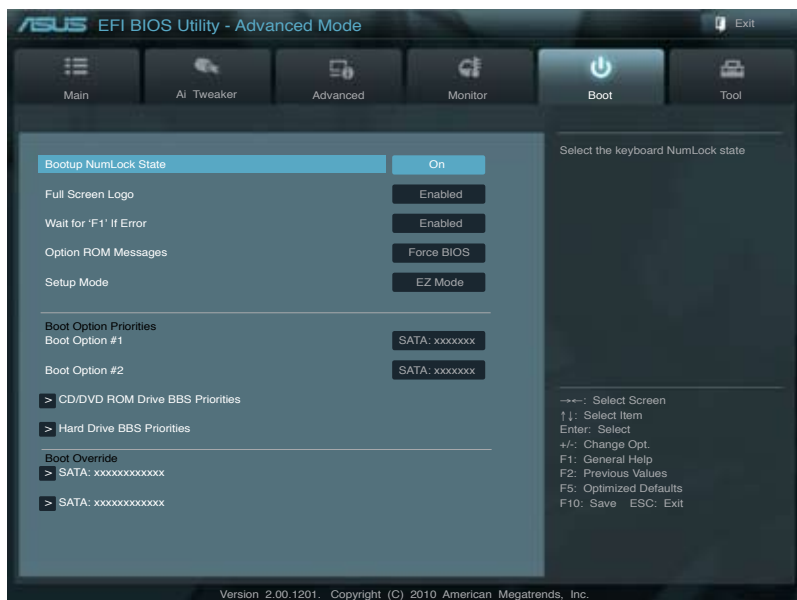 ASUS EFI BIOS Utility - Advanced Mode
Exit
Main
Ai Tweaker
Advanced
Monitor
Boot
Tool
Bootup NumLock State On
Full Screen Logo Enabled
Wait for ‘F1’ If Error Enabled
Option ROM Messages Force BIOS
Setup Mode EZ Mode
Boot Option Priorities
Boot Option #1 SATA: xxxxxxx
Boot Option #2 SATA: xxxxxxx
> CD/DVD ROM Drive BBS Priorities
> Hard Drive BBS Priorities
Boot Override
> SATA: xxxxxxxxxxxx
> SATA: xxxxxxxxxxxx
Select the keyboard NumLock state
→←: Select Screen
↑↓: Select Item
Enter: Select
+/-: Change Opt.
F1: General Help
F2: Previous Values
F5: Optimized Defaults
F10: Save ESC: Exit
Version 2.00.1201. Copyright (C) 2010 American Megatrends, Inc.